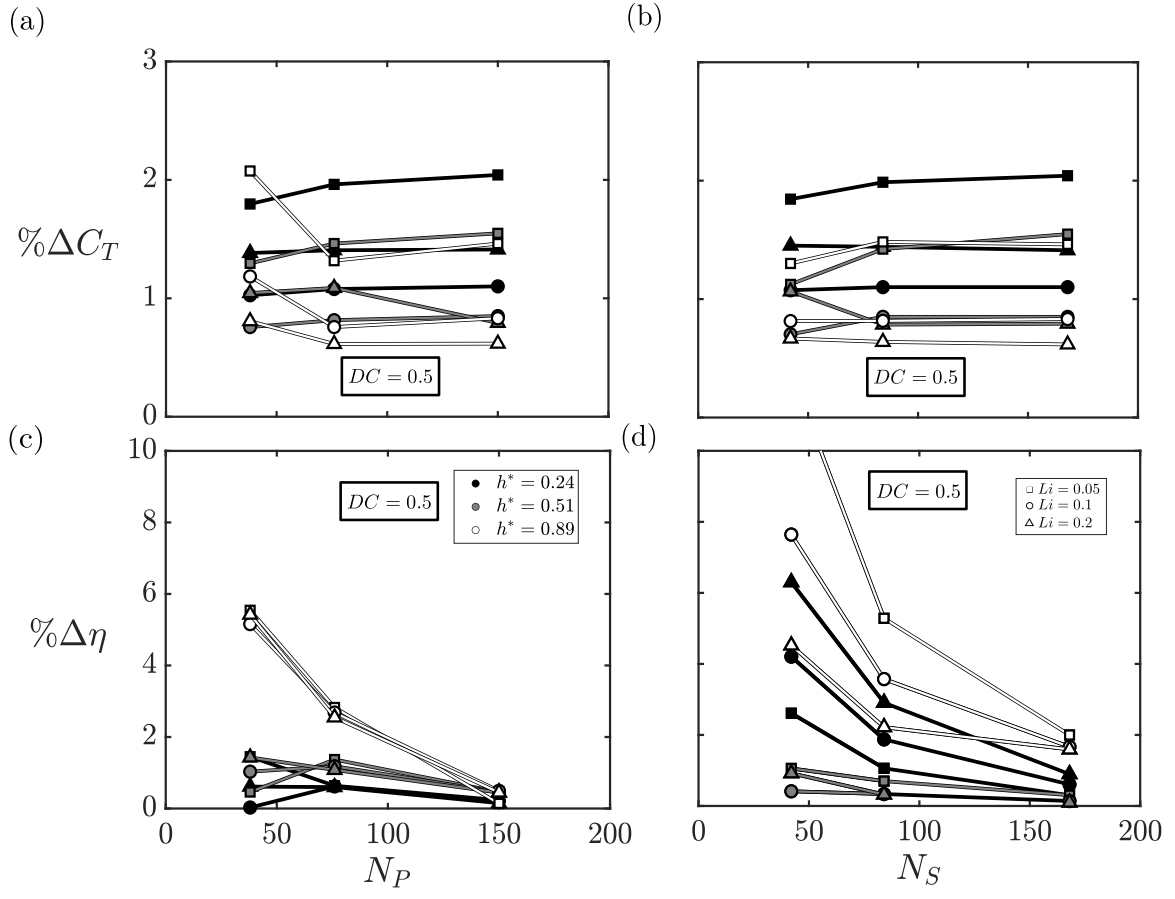 (a)
(b)
3
2
%ΔC_T
1
0
DC = 0.5
DC = 0.5
(c)
(d)
10
8
6
%Δη
4
2
0
DC = 0.5
h* = 0.24
h* = 0.51
h* = 0.89
DC = 0.5
Li = 0.05
Li = 0.1
Li = 0.2
0 50 100 150 200
0 50 100 150 200
N_P
N_S